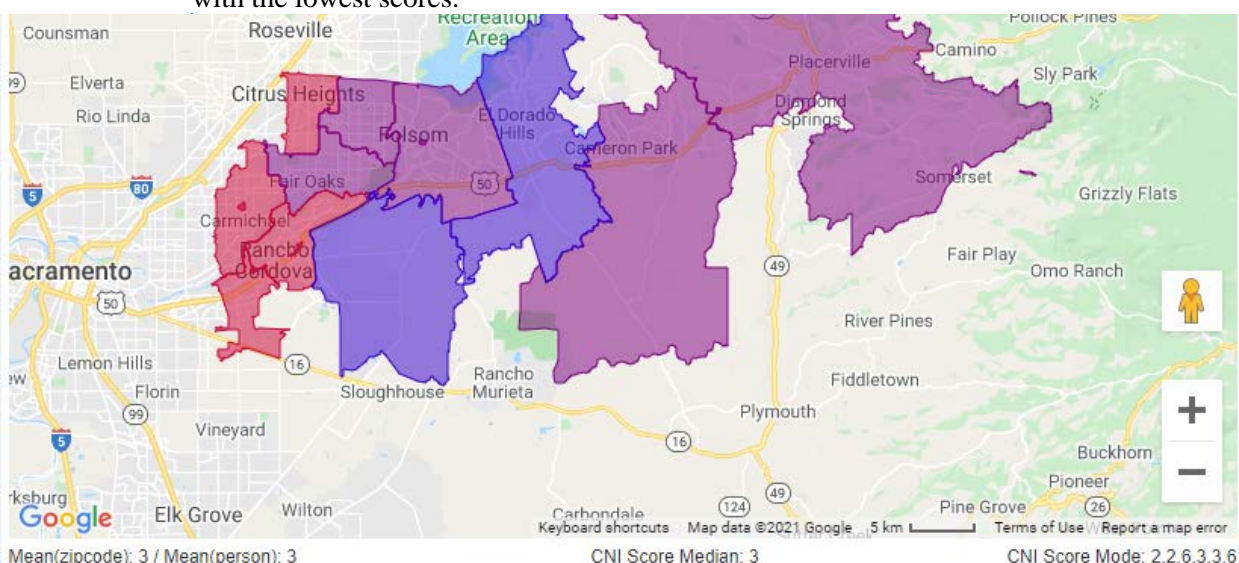 with the lowest scores.
Recreation
Area
Pollock Pines
Counsman
Roseville
Camino
Placerville
99
Elverta
Sly Park
Citrus Heights
Diamond
Springs
Rio Linda
El Dorado
Hills
Folsom
Cameron Park
5
80
Fair Oaks
50
Somerset
Grizzly Flats
Carmichael
Rancho
Cordova
acramento
49
Fair Play
Omo Ranch
50
River Pines
Lemon Hills
16
Rancho
Murieta
Fiddletown
Florin
Sloughhouse
99
Plymouth
Vineyard
5
16
Buckhorn
Pioneer
rksburg
49
Google
Elk Grove
Wilton
Carbondale
124
Pine Grove
26
Keyboard shortcuts Map data ©2021 Google 5 km Terms of Use Report a map error
Mean(zipcode): 3 / Mean(person): 3 CNI Score Median: 3 CNI Score Mode: 2.2,6,3,3.6